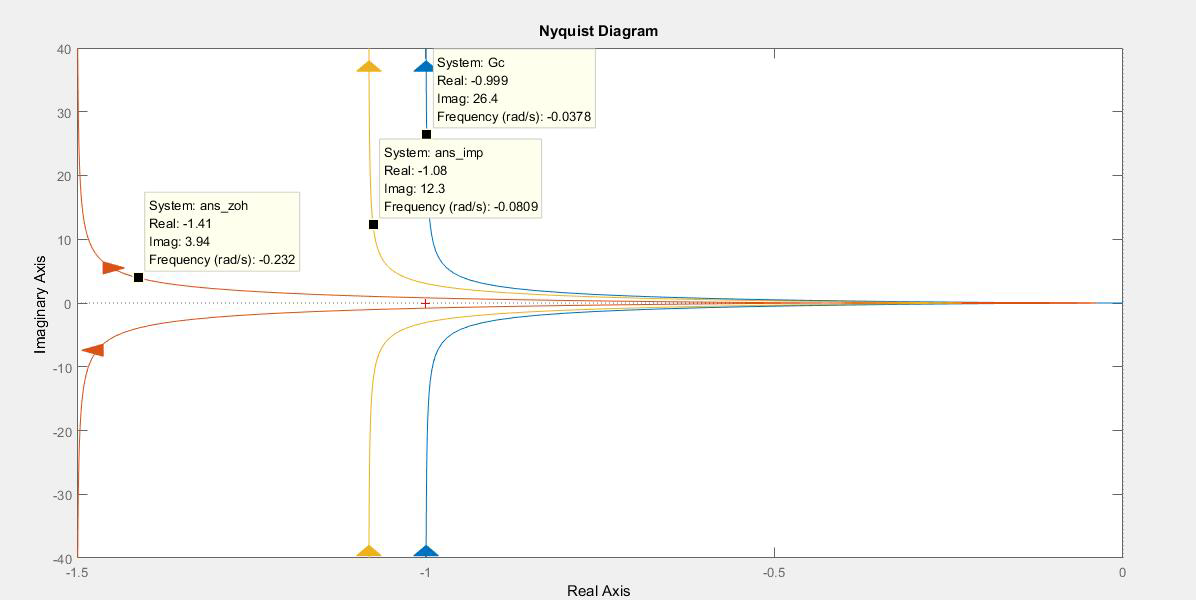 Nyquist Diagram
System: Gc
Real: -0.999
Imag: 26.4
Frequency (rad/s): -0.0378
System: ans_imp
Real: -1.08
Imag: 12.3
Frequency (rad/s): -0.0809
System: ans_zoh
Real: -1.41
Imag: 3.94
Frequency (rad/s): -0.232
Imaginary Axis
40
30
20
10
0
-10
-20
-30
-40
-1.5
-1
-0.5
0
Real Axis